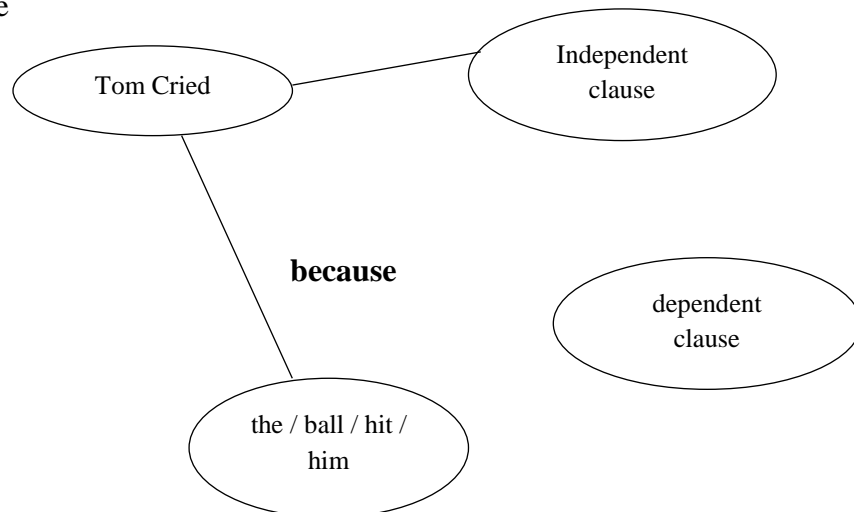 e
Tom Cried
Independent
clause
because
dependent
clause
the / ball / hit /
him